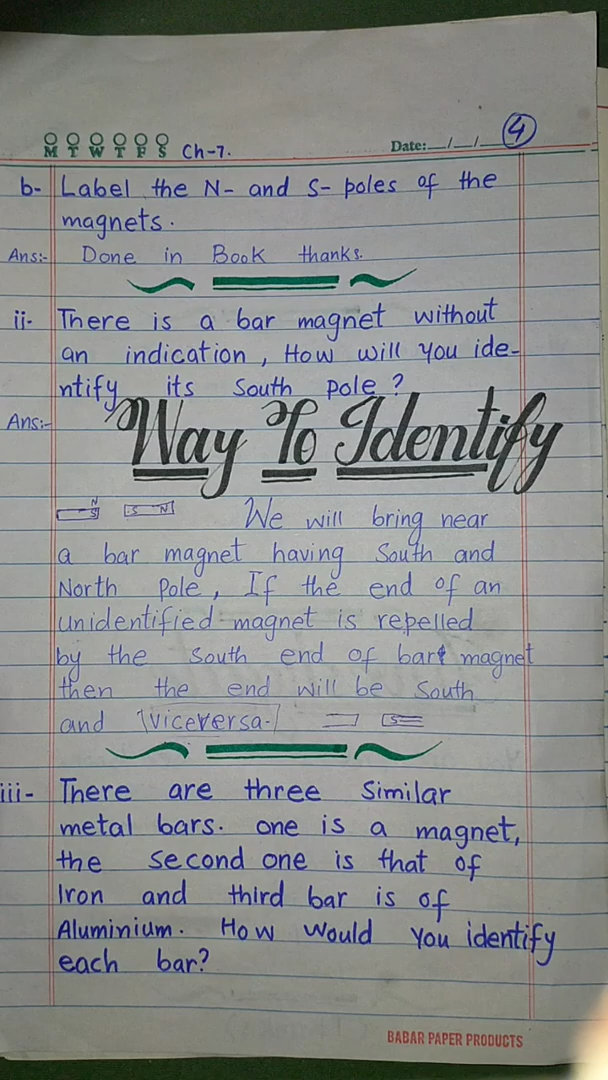 M T W T F S Ch-7. Date: _/_/_ 4
b- Label the N- and S- poles of the
magnets.
Ans:- Done in Book thanks.
ii- There is a bar magnet without
an indication, How will you ide-
ntify its South pole?
Ans:-
Way To Identify
N
S S N We will bring near
a bar magnet having South and
North Pole, If the end of an
unidentified magnet is repelled
by the south end of bar magnet
then the end will be South
and viceversa. S
iii- There are three Similar
metal bars. one is a magnet,
the second one is that of
Iron and third bar is of
Aluminium. How would you identify
each bar?
BABAR PAPER PRODUCTS